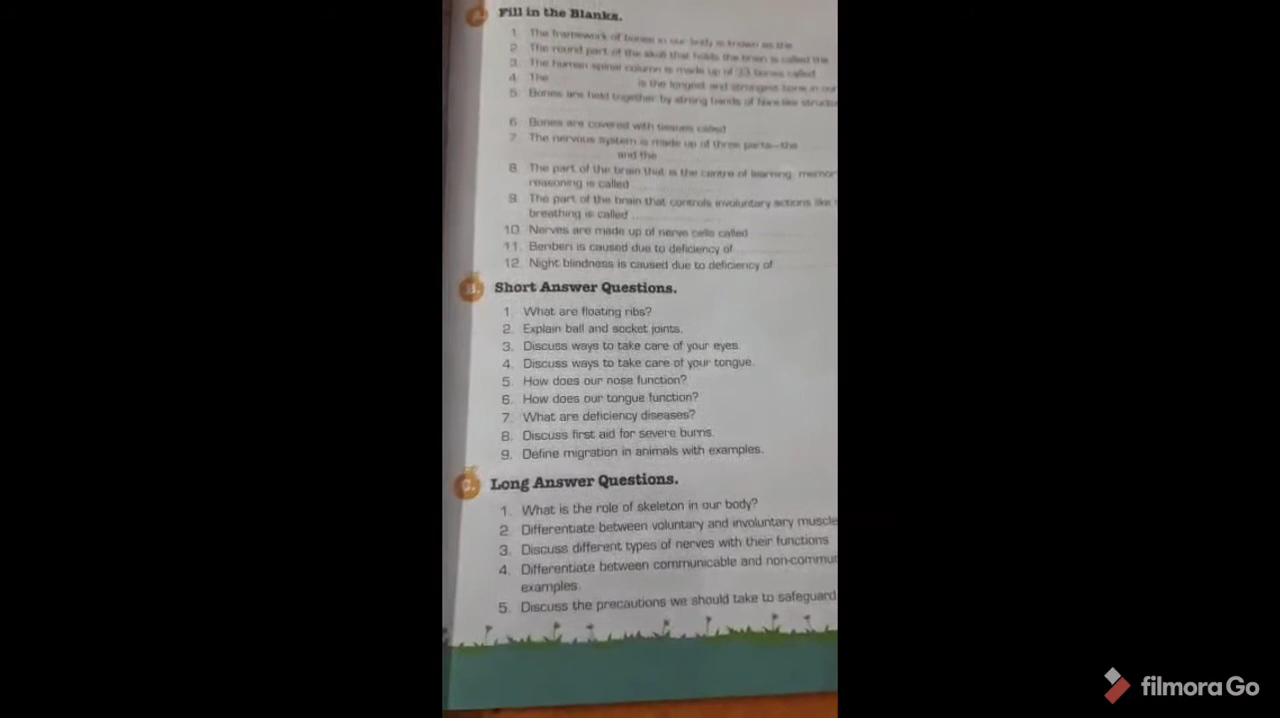 A. Fill in the Blanks.
1. The framework of bones in our body is known as the
2. The round part of the skull that holds the brain is called the
3. The human spinal column is made up of 33 bones called
4. The is the longest and strongest bone in our
5. Bones are held together by strong bands of
6. Bones are covered with tissues called
7. The nervous system is made up of three parts—the
and the
8. The part of the brain that is the centre of learning,
reasoning is called
9. The part of the brain that controls involuntary actions like
breathing is called
10. Nerves are made up of nerve cells called
11. Beriberi is caused due to deficiency of
12. Night blindness is caused due to deficiency of
B. Short Answer Questions.
1. What are floating ribs?
2. Explain ball and socket joints.
3. Discuss ways to take care of your eyes.
4. Discuss ways to take care of your tongue.
5. How does our nose function?
6. How does our tongue function?
7. What are deficiency diseases?
8. Discuss first aid for severe burns.
9. Define migration in animals with examples.
C. Long Answer Questions.
1. What is the role of skeleton in our body?
2. Differentiate between voluntary and involuntary muscle
3. Discuss different types of nerves with their functions
4. Differentiate between communicable and non-commu
examples.
5. Discuss the precautions we should take to safeguard
filmora Go